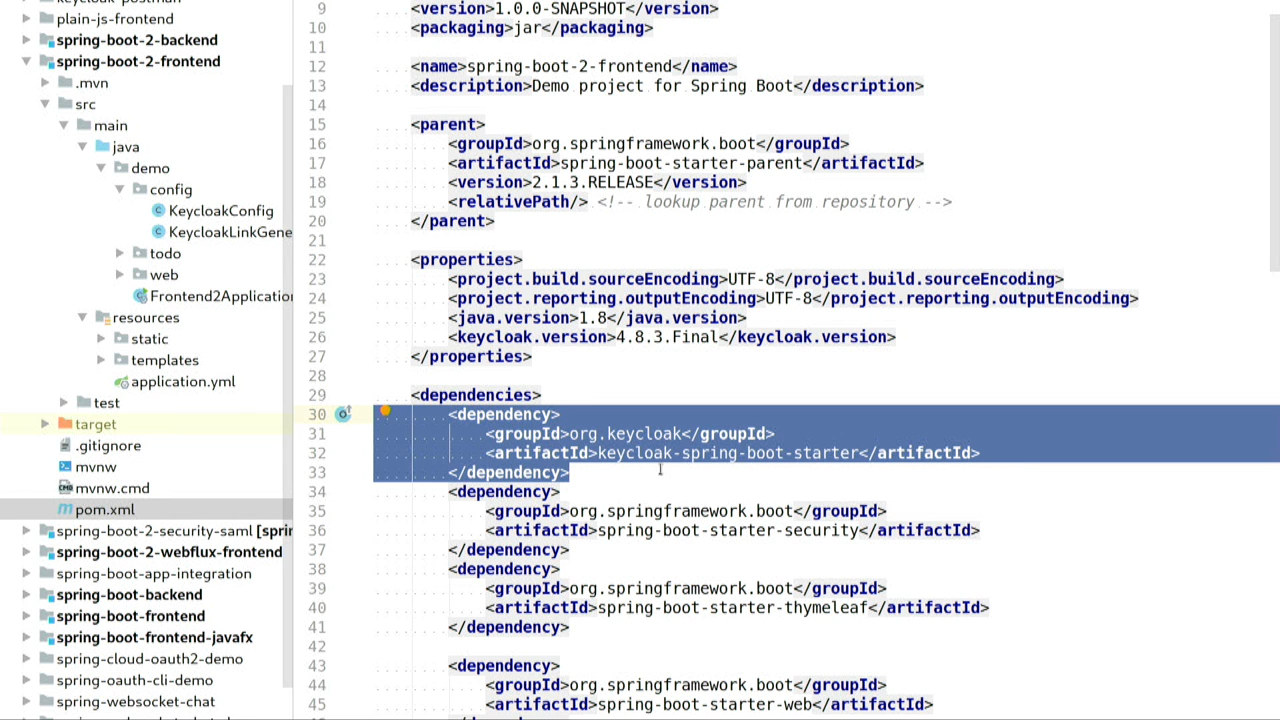 plain-js-frontend
spring-boot-2-backend
spring-boot-2-frontend
.mvn
src
main
java
demo
config
KeycloakConfig
KeycloakLinkGene
todo
web
Frontend2Applicatio
resources
static
templates
application.yml
test
target
.gitignore
mvnw
mvnw.cmd
pom.xml
spring-boot-2-security-saml [sprin
spring-boot-2-webflux-frontend
spring-boot-app-integration
spring-boot-backend
spring-boot-frontend
spring-boot-frontend-javafx
spring-cloud-oauth2-demo
spring-oauth-cli-demo
spring-websocket-chat
9 <version>1.0.0-SNAPSHOT</version>
10 <packaging>jar</packaging>
11
12 <name>spring-boot-2-frontend</name>
13 <description>Demo project for Spring Boot</description>
14
15 <parent>
16 <groupId>org.springframework.boot</groupId>
17 <artifactId>spring-boot-starter-parent</artifactId>
18 <version>2.1.3.RELEASE</version>
19 <relativePath/> <!-- lookup parent from repository -->
20 </parent>
21
22 <properties>
23 <project.build.sourceEncoding>UTF-8</project.build.sourceEncoding>
24 <project.reporting.outputEncoding>UTF-8</project.reporting.outputEncoding>
25 <java.version>1.8</java.version>
26 <keycloak.version>4.8.3.Final</keycloak.version>
27 </properties>
28
29 <dependencies>
30 <dependency>
31 <groupId>org.keycloak</groupId>
32 <artifactId>keycloak-spring-boot-starter</artifactId>
33 </dependency>
34 <dependency>
35 <groupId>org.springframework.boot</groupId>
36 <artifactId>spring-boot-starter-security</artifactId>
37 </dependency>
38 <dependency>
39 <groupId>org.springframework.boot</groupId>
40 <artifactId>spring-boot-starter-thymeleaf</artifactId>
41 </dependency>
42
43 <dependency>
44 <groupId>org.springframework.boot</groupId>
45 <artifactId>spring-boot-starter-web</artifactId>